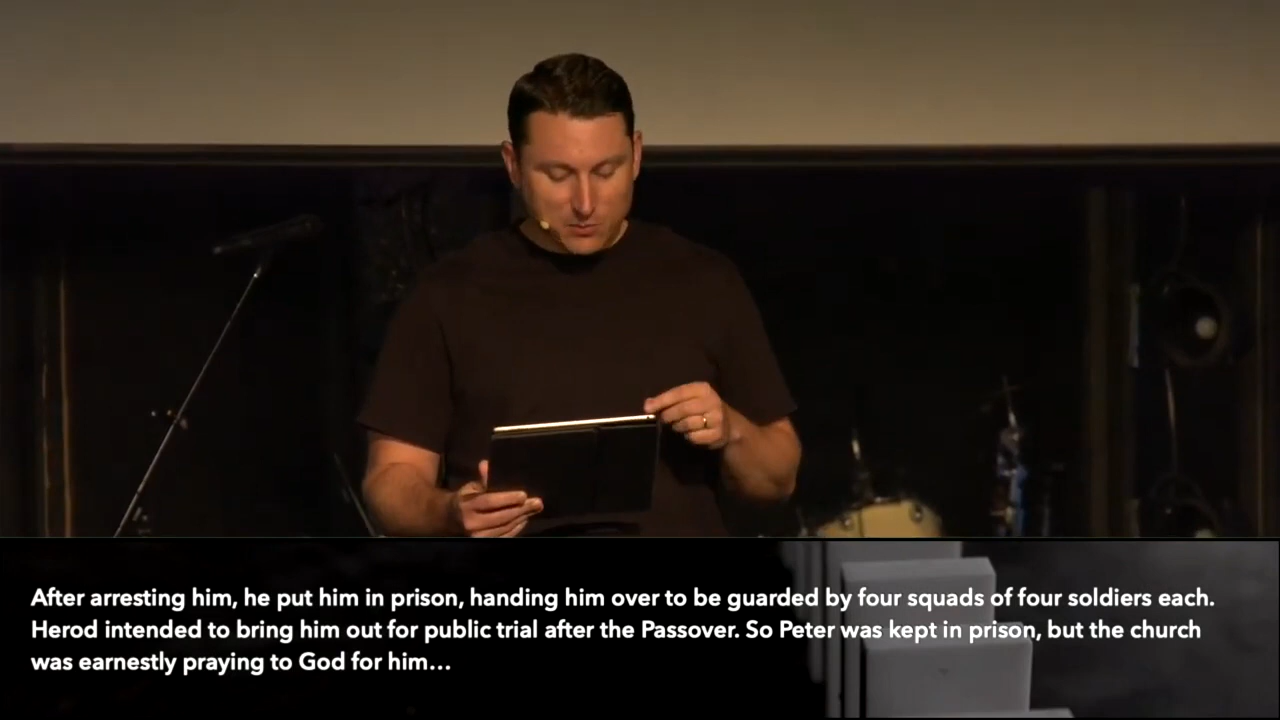 After arresting him, he put him in prison, handing him over to be guarded by four squads of four soldiers each.
Herod intended to bring him out for public trial after the Passover. So Peter was kept in prison, but the church
was earnestly praying to God for him…